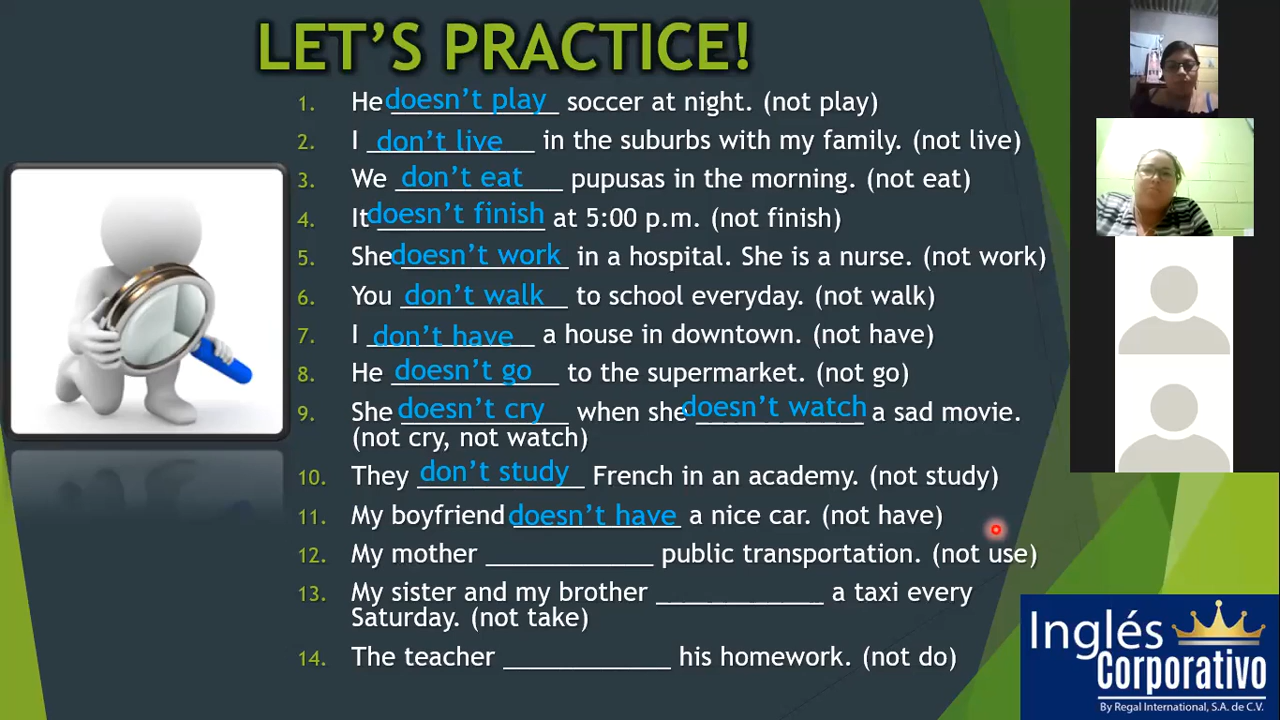 LET'S PRACTICE!
1. He doesn't play soccer at night. (not play)
2. I don't live in the suburbs with my family. (not live)
3. We don't eat pupusas in the morning. (not eat)
4. It doesn't finish at 5:00 p.m. (not finish)
5. She doesn't work in a hospital. She is a nurse. (not work)
6. You don't walk to school everyday. (not walk)
7. I don't have a house in downtown. (not have)
8. He doesn't go to the supermarket. (not go)
9. She doesn't cry when she doesn't watch a sad movie.
(not cry, not watch)
10. They don't study French in an academy. (not study)
11. My boyfriend doesn't have a nice car. (not have)
12. My mother ____________ public transportation. (not use)
13. My sister and my brother ____________ a taxi every
Saturday. (not take)
14. The teacher ____________ his homework. (not do)
Inglés
Corporativo
By Regal International, S.A. de C.V.